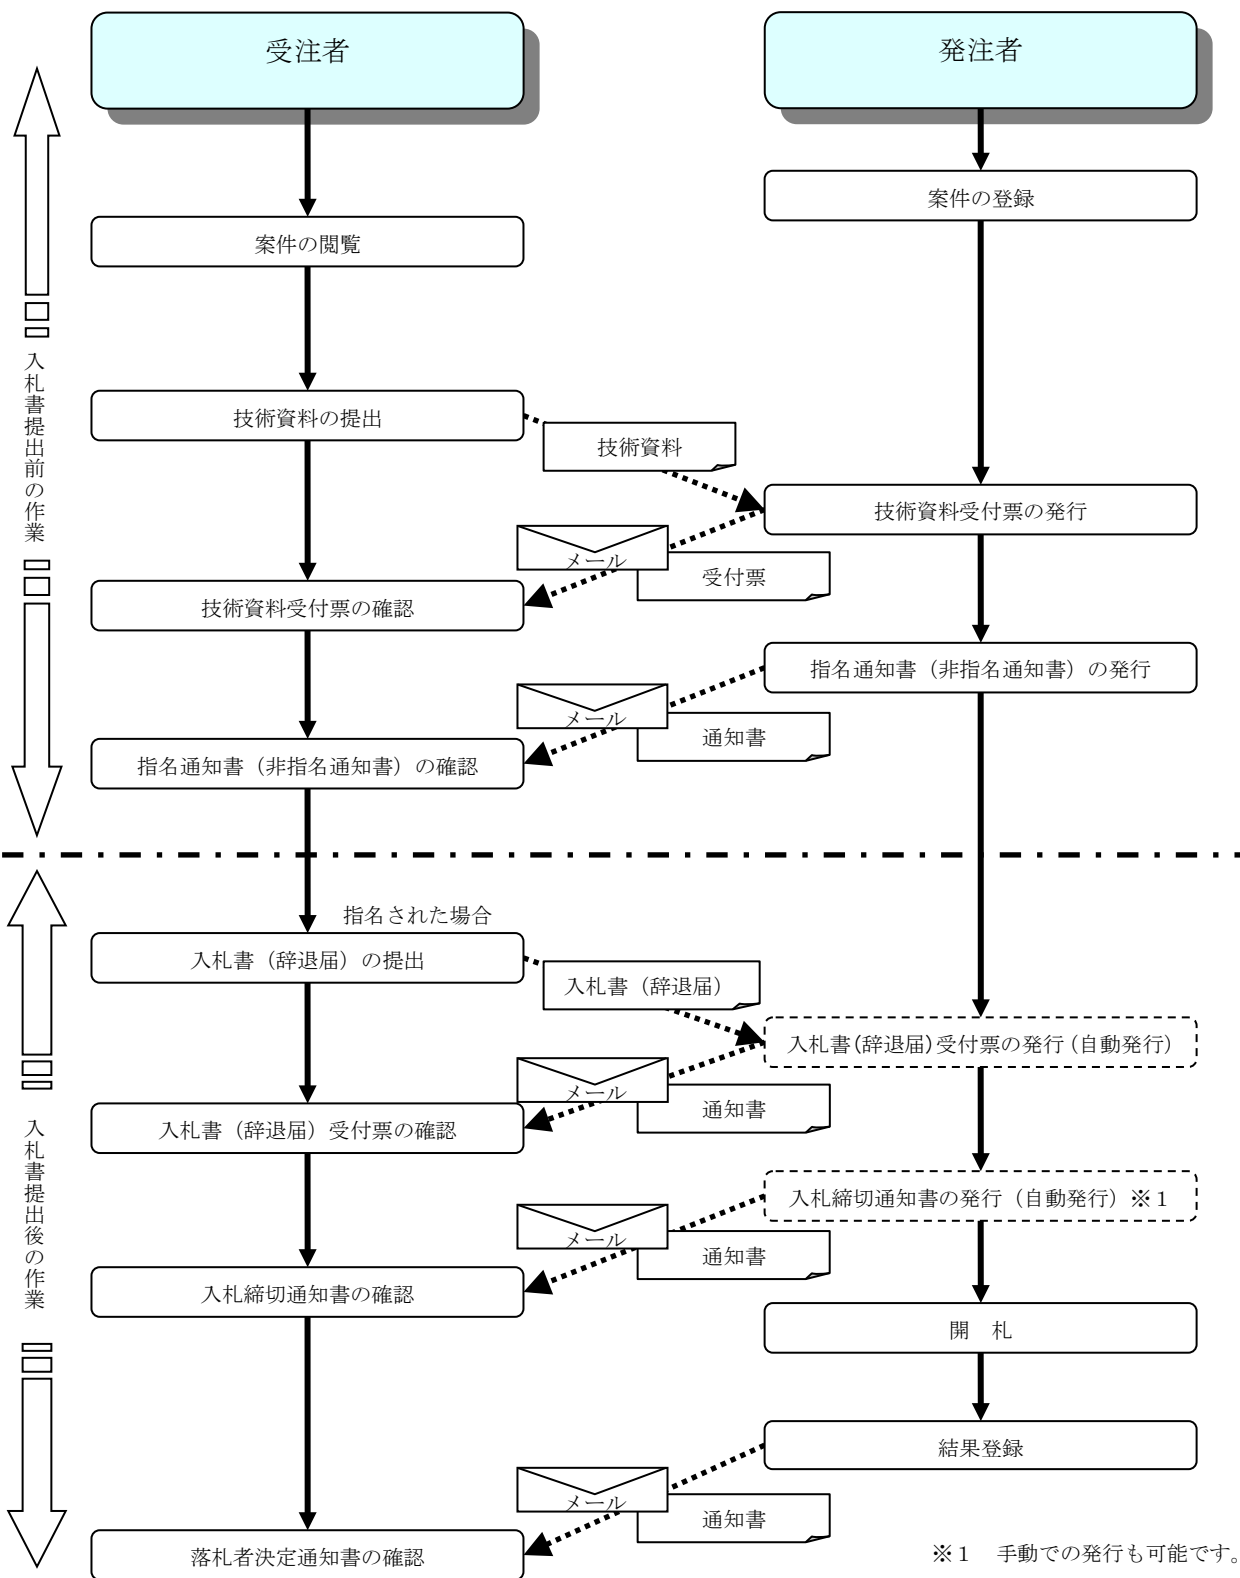 受注者
発注者
案件の登録
案件の閲覧
入札書提出前の作業
技術資料の提出
技術資料
技術資料受付票の発行
メール
受付票
技術資料受付票の確認
指名通知書（非指名通知書）の発行
メール
通知書
指名通知書（非指名通知書）の確認
指名された場合
入札書（辞退届）の提出
入札書（辞退届）
入札書(辞退届)受付票の発行(自動発行)
メール
通知書
入札書（辞退届）受付票の確認
入札書提出後の作業
入札締切通知書の発行（自動発行）※１
メール
通知書
入札締切通知書の確認
開　札
結果登録
メール
通知書
落札者決定通知書の確認
※１　手動での発行も可能です。